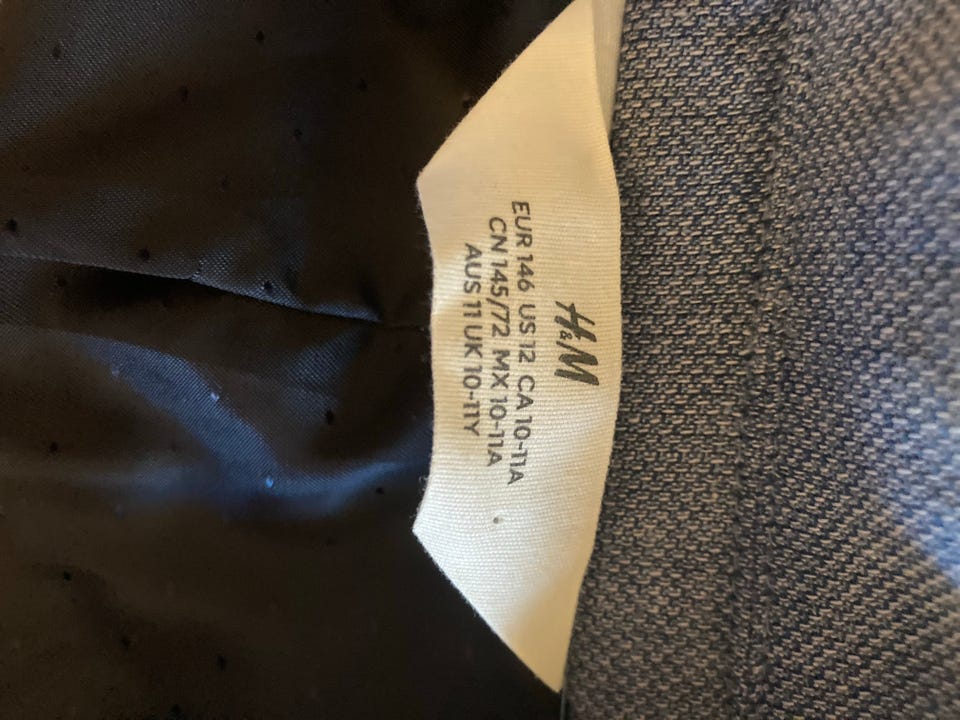 H&M
EUR 146 US 12 CA 10-11A
CN 145/72 MX 10-11A
AUS 11 UK 10-11Y